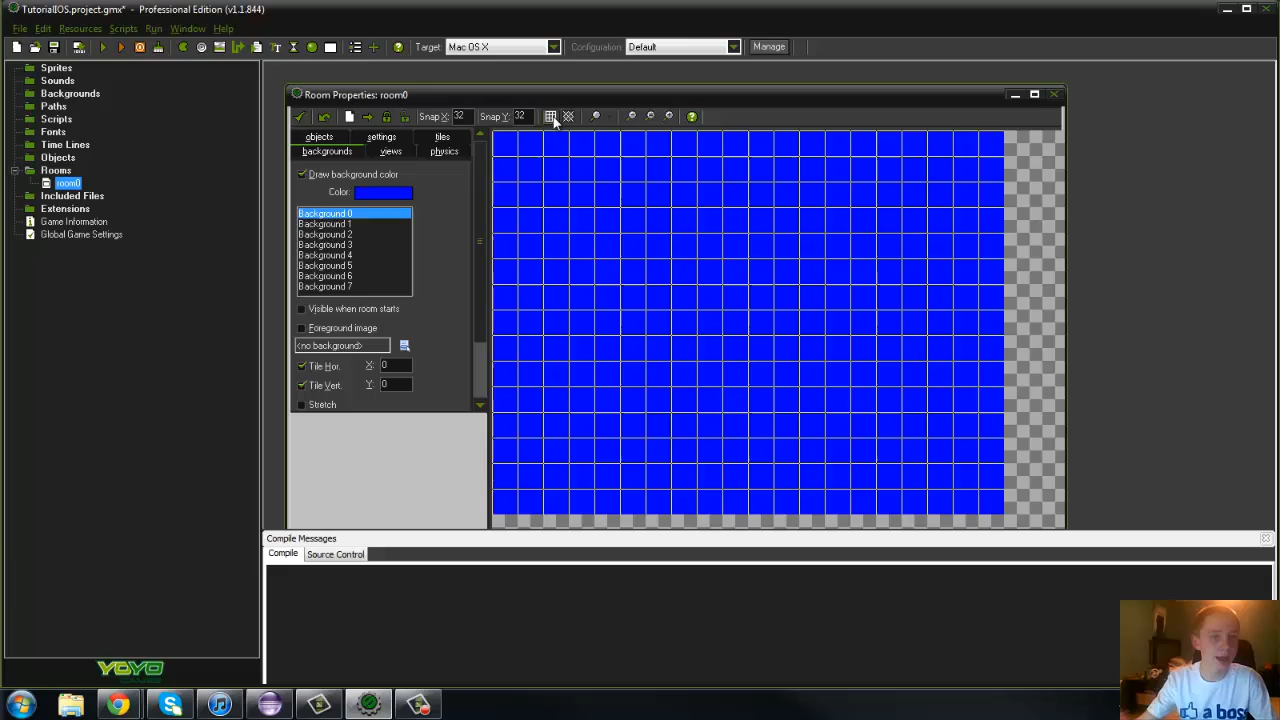 TutorialIOS.project.gmx* - Professional Edition (v1.1.844)
File Edit Resources Scripts Run Window Help
Target: Mac OS X Configuration: Default Manage
Sprites
Sounds
Backgrounds
Paths
Scripts
Fonts
Time Lines
Objects
Rooms
room0
Included Files
Extensions
Game Information
Global Game Settings
Room Properties: room0
Snap X: 32 Snap Y: 32
objects settings tiles
backgrounds views physics
Draw background color
Color:
Background 0
Background 1
Background 2
Background 3
Background 4
Background 5
Background 6
Background 7
Visible when room starts
Foreground image
<no background>
Tile Hor. X: 0
Tile Vert. Y: 0
Stretch
Compile Messages
Compile Source Control
YOYO
GAMES
a bos